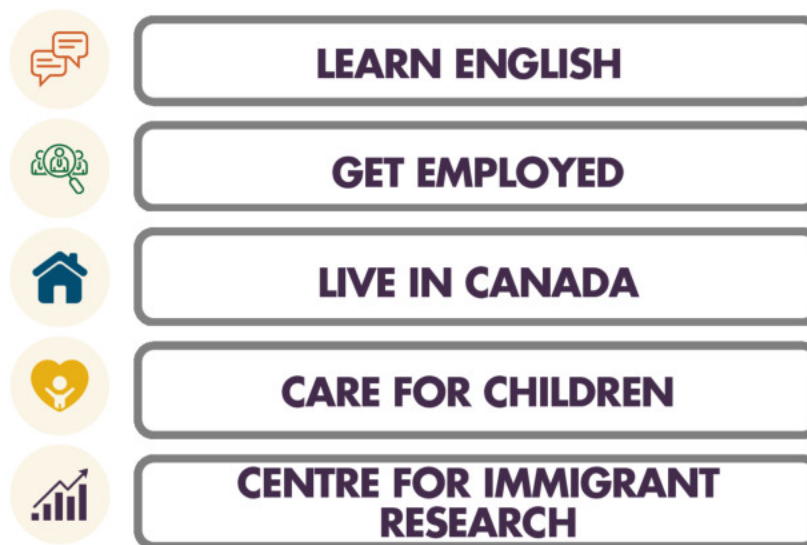 LEARN ENGLISH
GET EMPLOYED
LIVE IN CANADA
CARE FOR CHILDREN
CENTRE FOR IMMIGRANT
RESEARCH